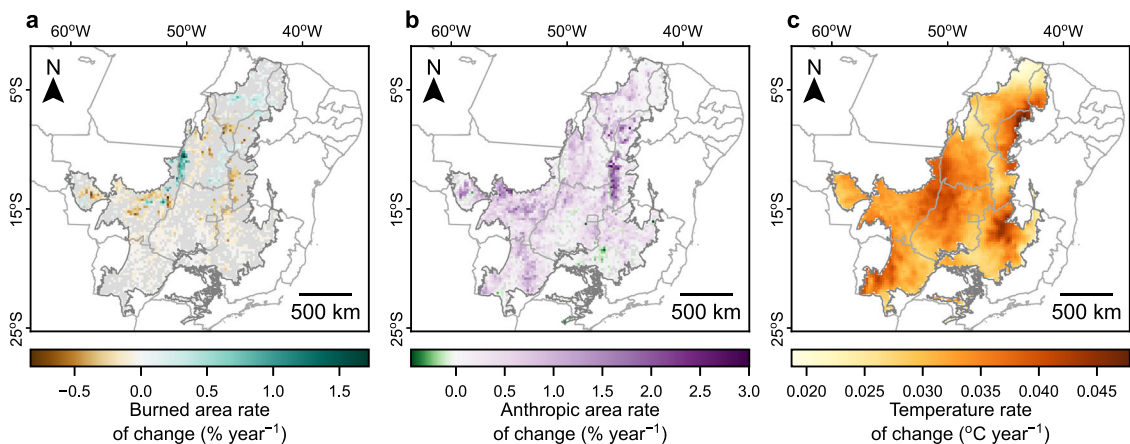 a
60°W 50°W 40°W
N
5°S
15°S
25°S
500 km
−0.5 0.0 0.5 1.0 1.5
Burned area rate
of change (% year⁻¹)
b
60°W 50°W 40°W
N
5°S
15°S
25°S
500 km
0.0 0.5 1.0 1.5 2.0 2.5 3.0
Anthropic area rate
of change (% year⁻¹)
c
60°W 50°W 40°W
N
5°S
15°S
25°S
500 km
0.020 0.025 0.030 0.035 0.040 0.045
Temperature rate
of change (°C year⁻¹)